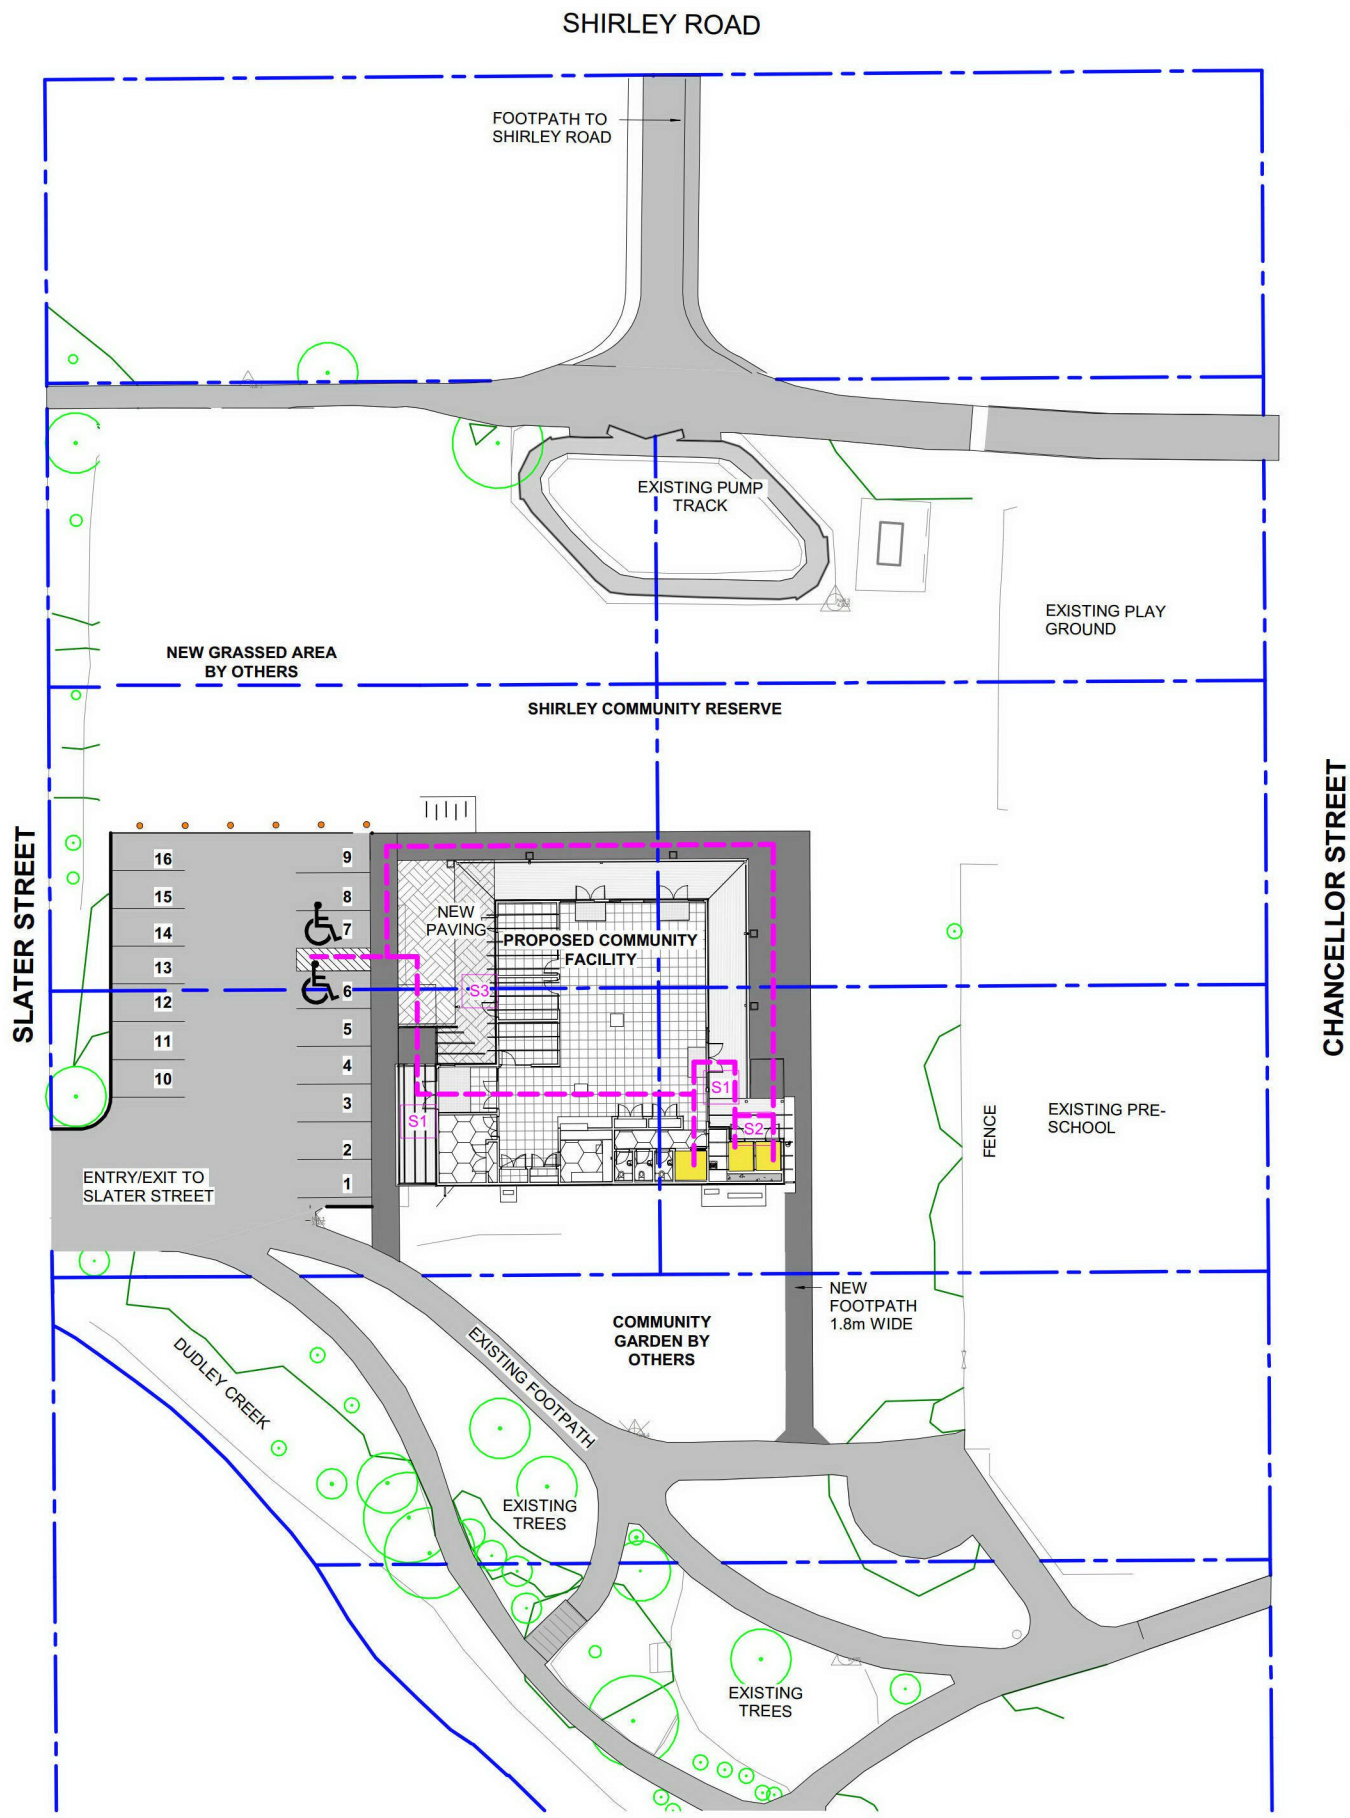 SHIRLEY ROAD
FOOTPATH TO
SHIRLEY ROAD
EXISTING PUMP
TRACK
EXISTING PLAY
GROUND
NEW GRASSED AREA
BY OTHERS
SHIRLEY COMMUNITY RESERVE
SLATER STREET
CHANCELLOR STREET
16
15
14
13
12
11
10
9
8
7
6
5
4
3
2
1
NEW
PAVING
PROPOSED COMMUNITY
FACILITY
S3
S1
S1
S2
ENTRY/EXIT TO
SLATER STREET
FENCE
EXISTING PRE-
SCHOOL
NEW
FOOTPATH
1.8m WIDE
COMMUNITY
GARDEN BY
OTHERS
EXISTING FOOTPATH
DUDLEY CREEK
EXISTING
TREES
EXISTING
TREES